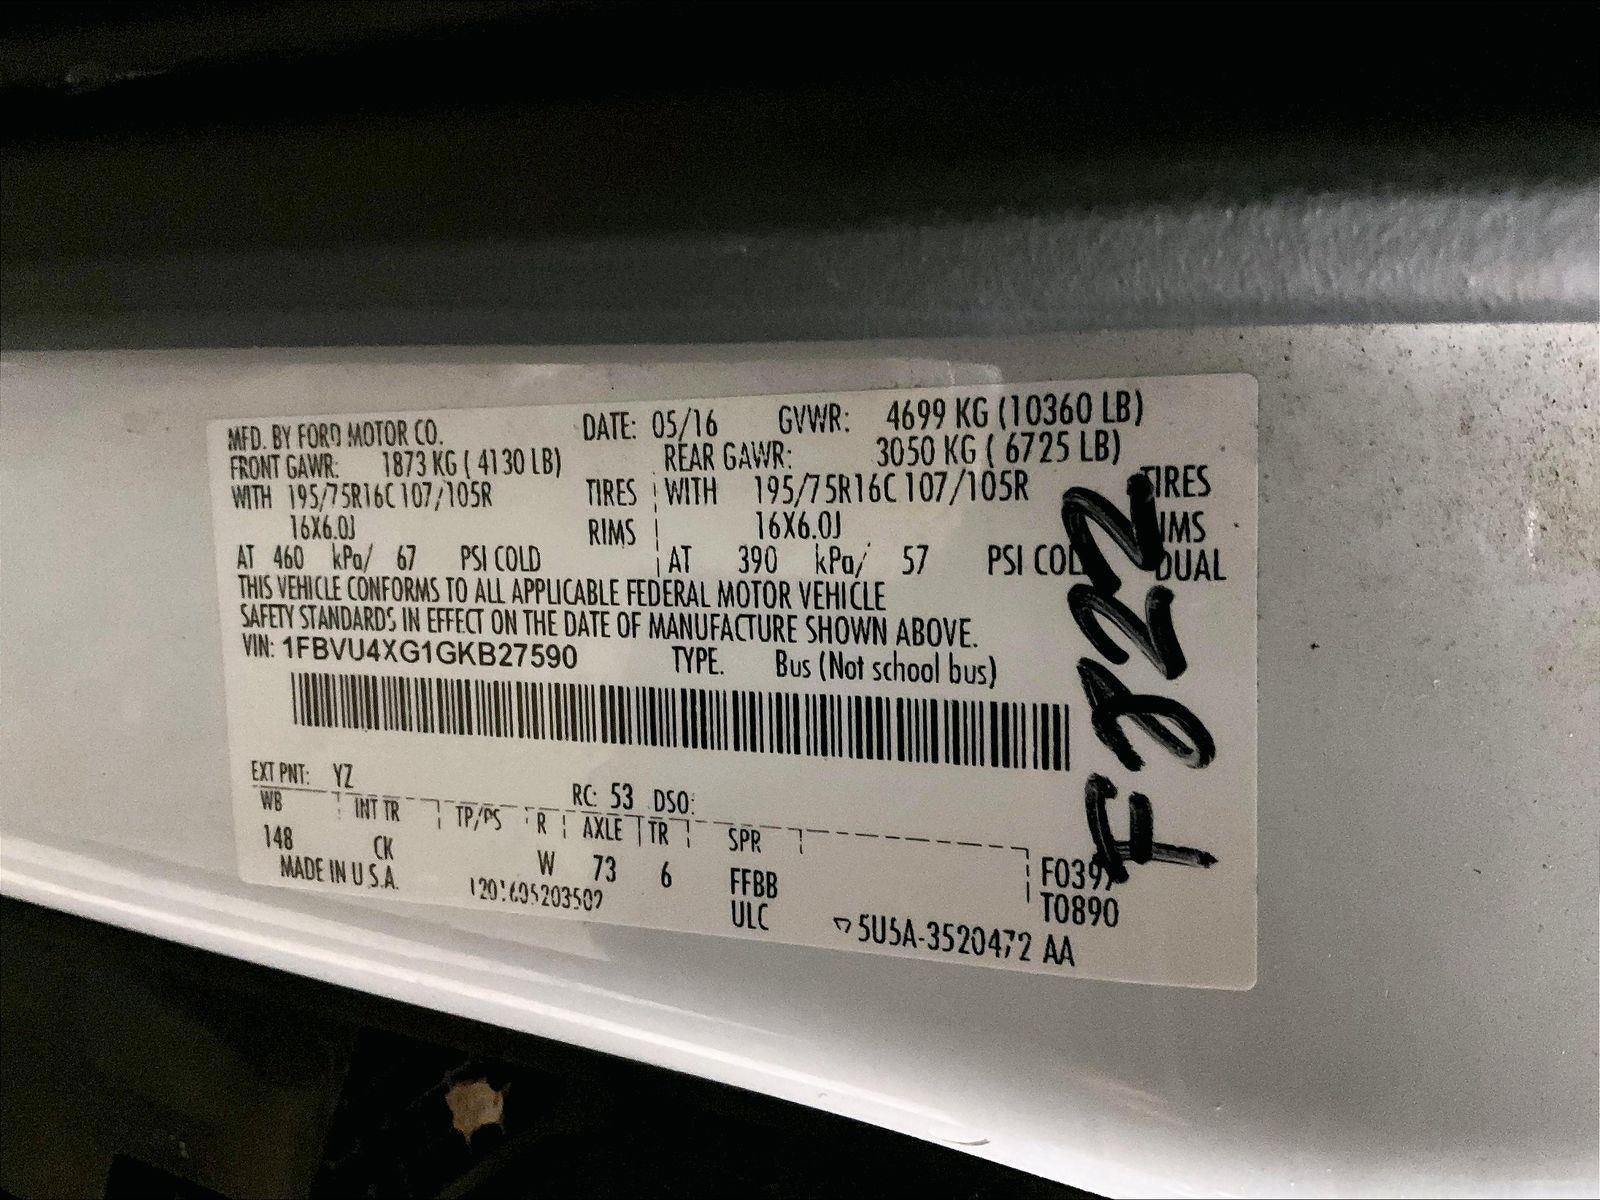 MFD. BY FORD MOTOR CO. DATE: 05/16 GVWR: 4699 KG (10360 LB)
FRONT GAWR: 1873 KG ( 4130 LB) REAR GAWR: 3050 KG ( 6725 LB)
WITH 195/75R16C 107/105R TIRES WITH 195/75R16C 107/105R TIRES
16X6.0J RIMS 16X6.0J RIMS
AT 460 kPa/ 67 PSI COLD AT 390 kPa/ 57 PSI COLD DUAL
THIS VEHICLE CONFORMS TO ALL APPLICABLE FEDERAL MOTOR VEHICLE
SAFETY STANDARDS IN EFFECT ON THE DATE OF MANUFACTURE SHOWN ABOVE.
VIN: 1FBVU4XG1GKB27590 TYPE. Bus (Not school bus)
EXT PNT: YZ RC: 53 DSO:
WB INT TR TP/PS R AXLE TR SPR
148 CK W 73 6 FFBB
MADE IN U.S.A. ULC
T0890
5U5A-3520472 AA